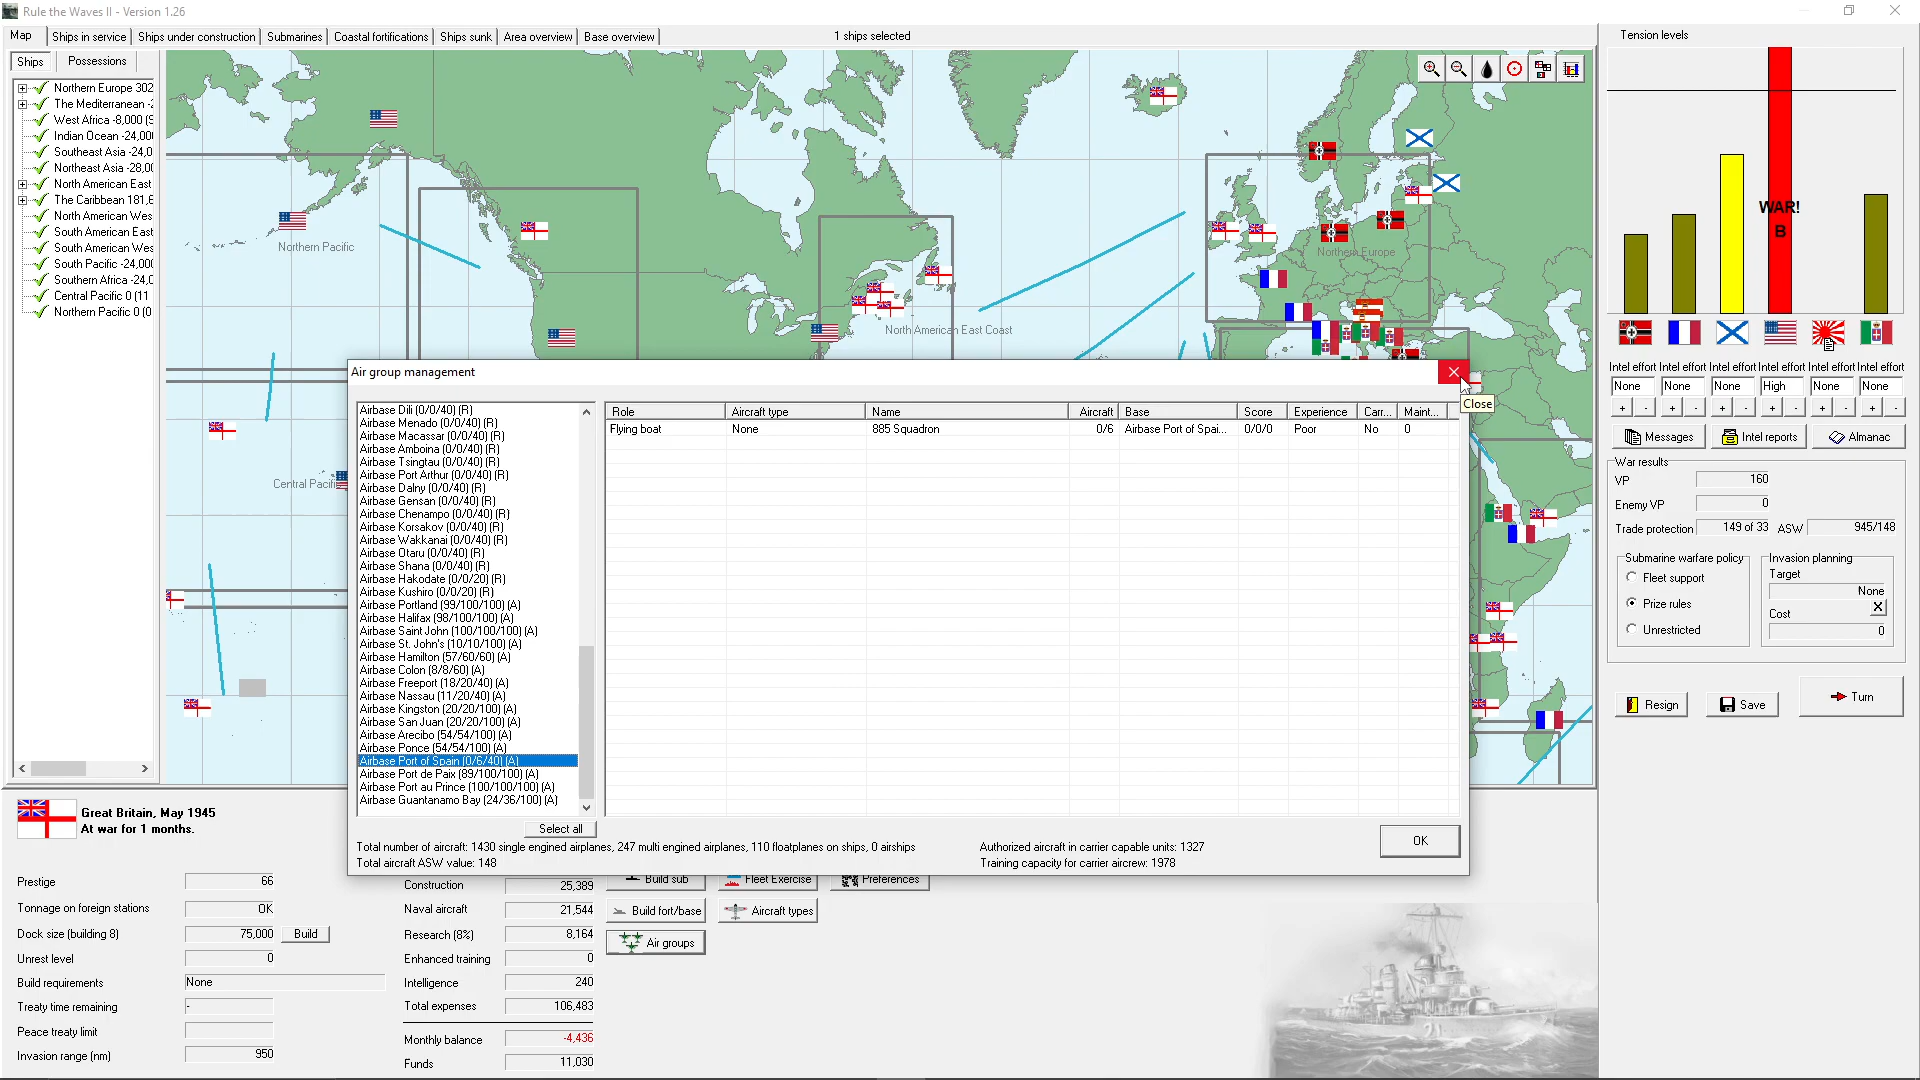 Rule the Waves II - Version 1.26
Map
Ships in service
Ships under construction
Submarines
Coastal fortifications
Ships sunk
Area overview
Base overview
1 ships selected
Ships
Possessions
Northern Europe 302
The Mediterranean -2
West Africa -8,000 (S
Indian Ocean -24,00
Southeast Asia -24,0
Northeast Asia -28,0
North American East
The Caribbean 181,6
North American Wes
South American East
South American Wes
South Pacific -24,00
Southern Africa -24,0
Central Pacific 0 (11
Northern Pacific 0 (0
Northern Pacific
North American East Coast
Northern Europe
Central Pacifi
Air group management
Airbase Dili (0/0/40) (R)
Airbase Menado (0/0/40) (R)
Airbase Macassar (0/0/40) (R)
Airbase Amboina (0/0/40) (R)
Airbase Tsingtau (0/0/40) (R)
Airbase Port Arthur (0/0/40) (R)
Airbase Dalny (0/0/40) (R)
Airbase Gensan (0/0/40) (R)
Airbase Chenampo (0/0/40) (R)
Airbase Korsakov (0/0/40) (R)
Airbase Wakkanai (0/0/40) (R)
Airbase Otaru (0/0/40) (R)
Airbase Shana (0/0/40) (R)
Airbase Hakodate (0/0/20) (R)
Airbase Kushiro (0/0/20) (R)
Airbase Portland (99/100/100) (A)
Airbase Halifax (98/100/100) (A)
Airbase Saint John (100/100/100) (A)
Airbase St. John's (10/10/100) (A)
Airbase Hamilton (57/60/60) (A)
Airbase Colon (8/8/60) (A)
Airbase Freeport (18/20/40) (A)
Airbase Nassau (11/20/40) (A)
Airbase Kingston (20/20/100) (A)
Airbase San Juan (20/20/100) (A)
Airbase Arecibo (54/54/100) (A)
Airbase Ponce (54/54/100) (A)
Airbase Port of Spain (0/6/40) (A)
Airbase Port de Paix (89/100/100) (A)
Airbase Port au Prince (100/100/100) (A)
Airbase Guantanamo Bay (24/36/100) (A)
Select all
Role Aircraft type Name Aircraft Base Score Experience Carr... Maint...
Flying boat None 885 Squadron 0/6 Airbase Port of Spai... 0/0/0 Poor No 0
Close
Total number of aircraft: 1430 single engined airplanes, 247 multi engined airplanes, 110 floatplanes on ships, 0 airships
Total aircraft ASW value: 148
Authorized aircraft in carrier capable units: 1327
Training capacity for carrier aircrew: 1978
OK
Tension levels
WAR!
B
Intel effort Intel effort Intel effort Intel effort Intel effort Intel effort
None None None High None None
+ - + - + - + - + - + -
Messages
Intel reports
Almanac
War results
VP 160
Enemy VP 0
Trade protection 149 of 33 ASW 945/148
Submarine warfare policy
Fleet support
Prize rules
Unrestricted
Invasion planning
Target
None
Cost X
0
Resign
Save
Turn
Great Britain, May 1945
At war for 1 months.
Prestige 66
Tonnage on foreign stations OK
Dock size (building 8) 75,000 Build
Unrest level 0
Build requirements None
Treaty time remaining -
Peace treaty limit
Invasion range (nm) 950
Construction 25,389
Naval aircraft 21,544
Research (8%) 8,164
Enhanced training 0
Intelligence 240
Total expenses 106,483
Monthly balance -4,436
Funds 11,030
Build sub
Fleet Exercise
Preferences
Build fort/base
Aircraft types
Air groups